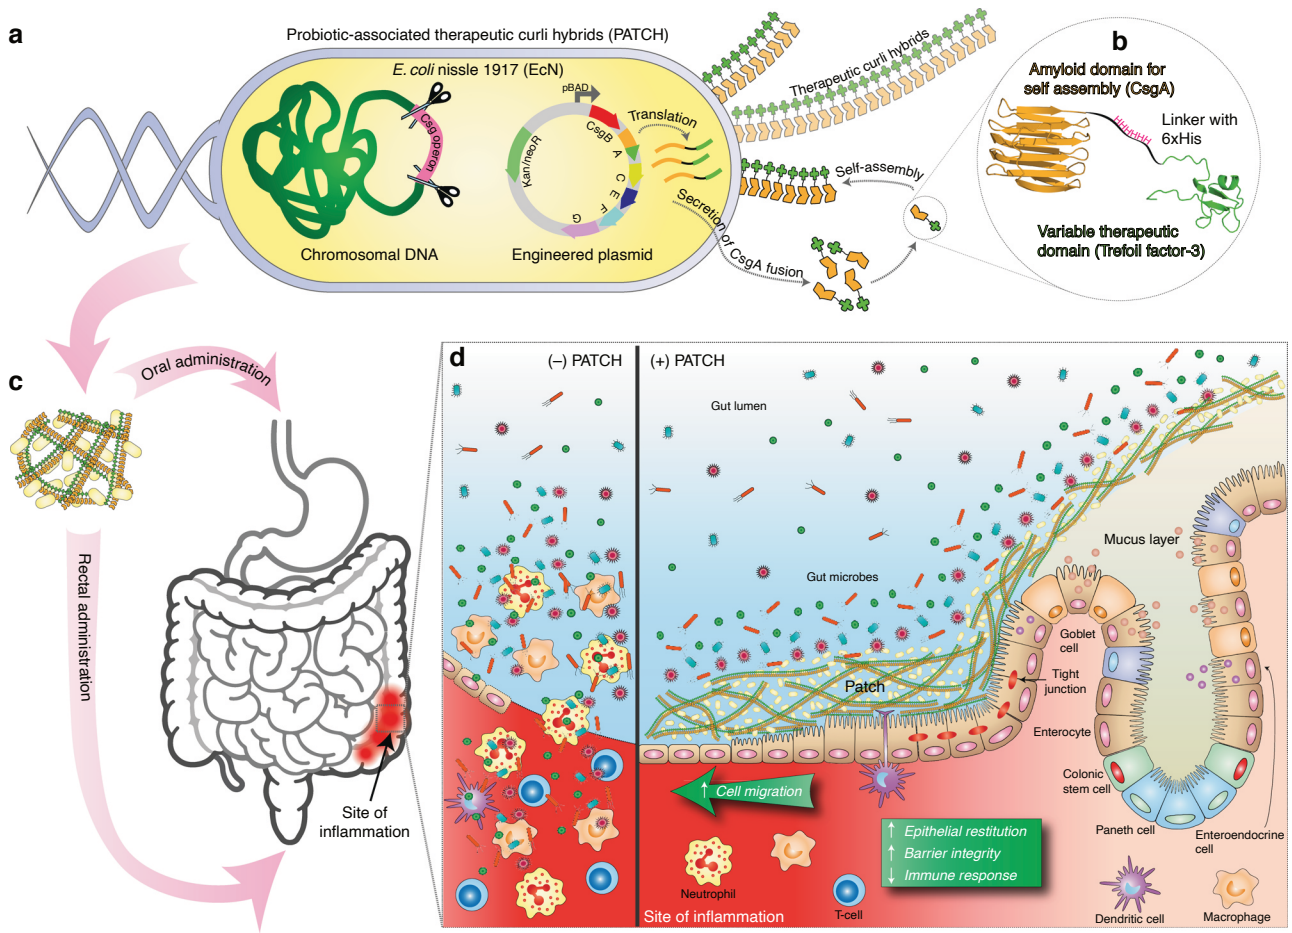 a
Probiotic-associated therapeutic curli hybrids (PATCH)
E. coli nissle 1917 (EcN)
Csg operon
Chromosomal DNA
pBAD
CsgB
A
C
E
F
G
Kan/neoR
Engineered plasmid
Translation
Secretion of CsgA fusion
Self-assembly
Therapeutic curli hybrids
b
Amyloid domain for
self assembly (CsgA)
Linker with
6xHis
HHHHHH
Variable therapeutic
domain (Trefoil factor-3)
c
Oral administration
Rectal administration
Site of
inflammation
d
(–) PATCH
(+) PATCH
Gut lumen
Gut microbes
Mucus layer
Patch
Goblet
cell
Tight
junction
Enterocyte
Colonic
stem cell
Paneth cell
Enteroendocrine
cell
↑ Cell migration
↑ Epithelial restitution
↑ Barrier integrity
↓ Immune response
Neutrophil
T-cell
Dendritic cell
Macrophage
Site of inflammation